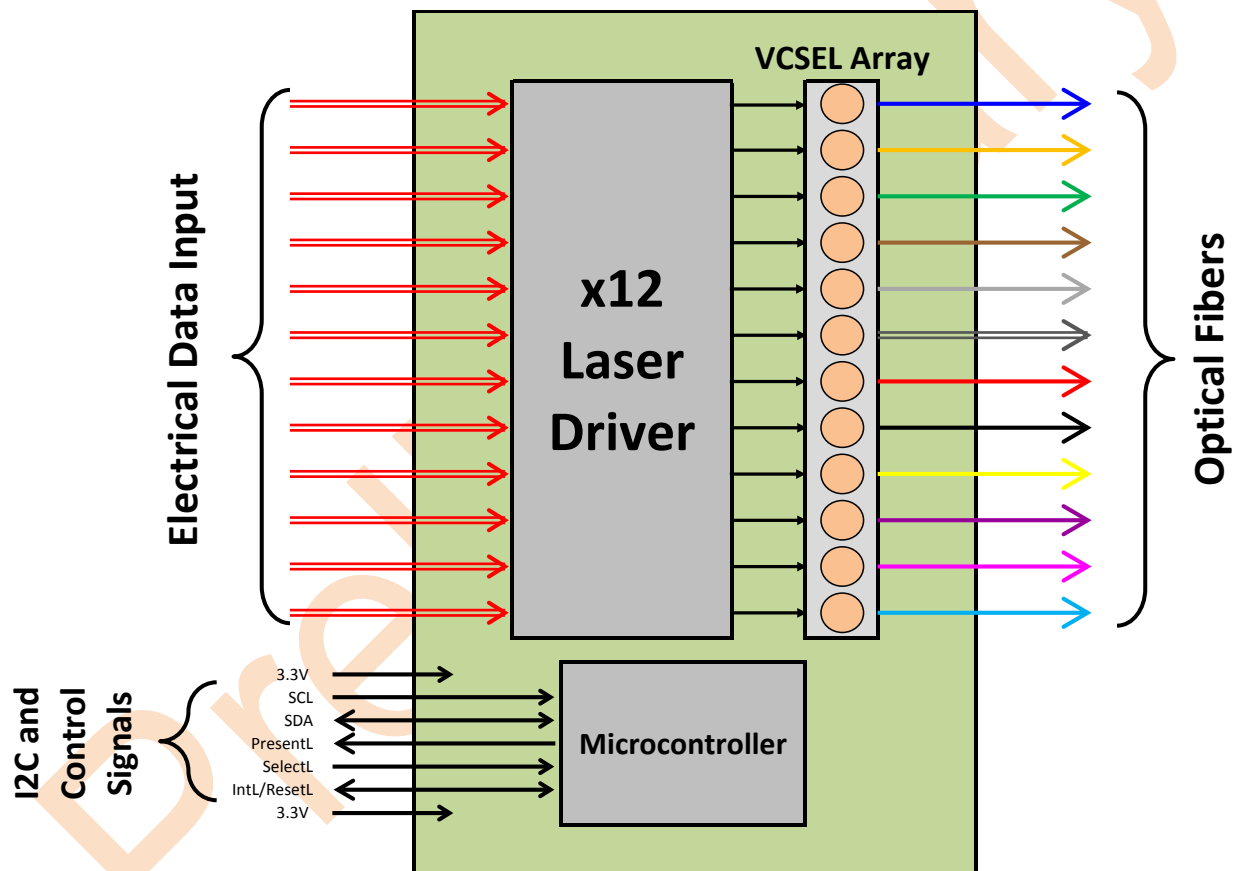 VCSEL Array
Electrical Data Input
x12
Laser
Driver
Optical Fibers
I2C and
Control
Signals
3.3V
SCL
SDA
PresentL
SelectL
IntL/ResetL
3.3V
Microcontroller